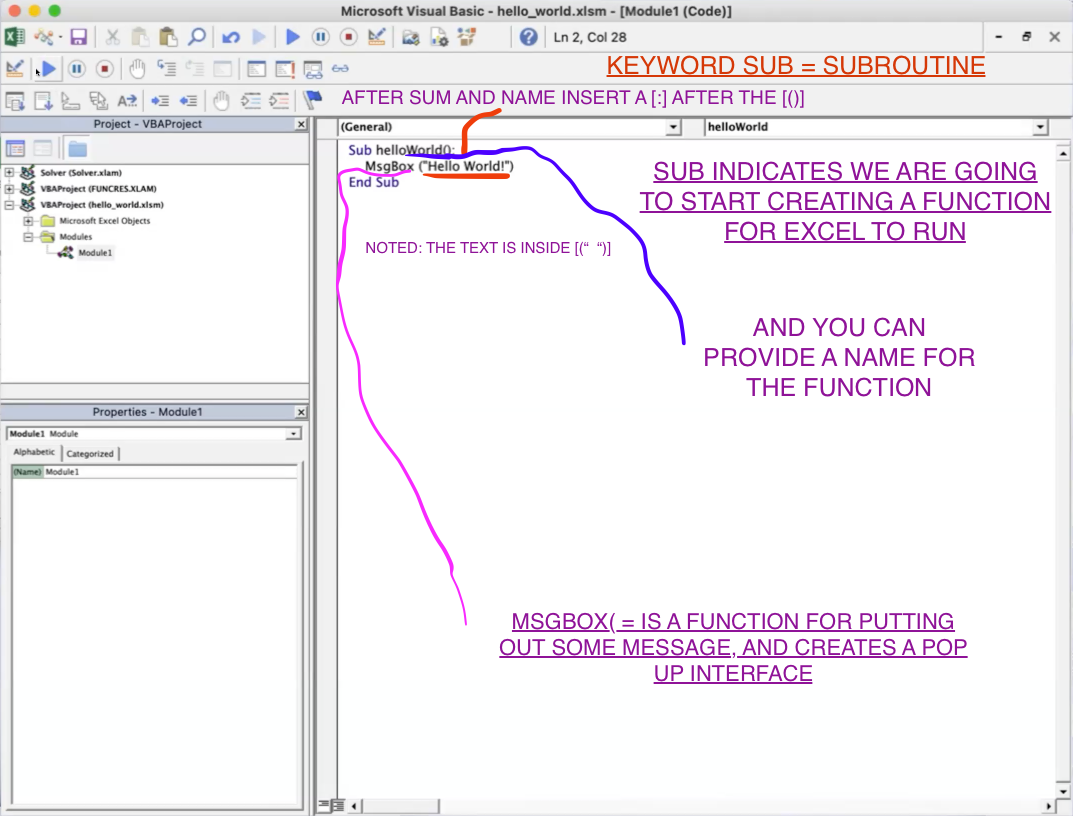 Microsoft Visual Basic - hello_world.xlsm - [Module1 (Code)]
Ln 2, Col 28
KEYWORD SUB = SUBROUTINE
AFTER SUM AND NAME INSERT A [:] AFTER THE [()]
Project - VBAProject
(General)
helloWorld
Solver (Solver.xlam)
VBAProject (FUNCRES.XLAM)
VBAProject (hello_world.xlsm)
Microsoft Excel Objects
Modules
Module1
Sub helloWorld():
MsgBox ("Hello World!")
End Sub
SUB INDICATES WE ARE GOING
TO START CREATING A FUNCTION
FOR EXCEL TO RUN
NOTED: THE TEXT IS INSIDE [(“ “)]
AND YOU CAN
PROVIDE A NAME FOR
THE FUNCTION
Properties - Module1
Module1 Module
Alphabetic Categorized
(Name) Module1
MSGBOX( = IS A FUNCTION FOR PUTTING
OUT SOME MESSAGE, AND CREATES A POP
UP INTERFACE